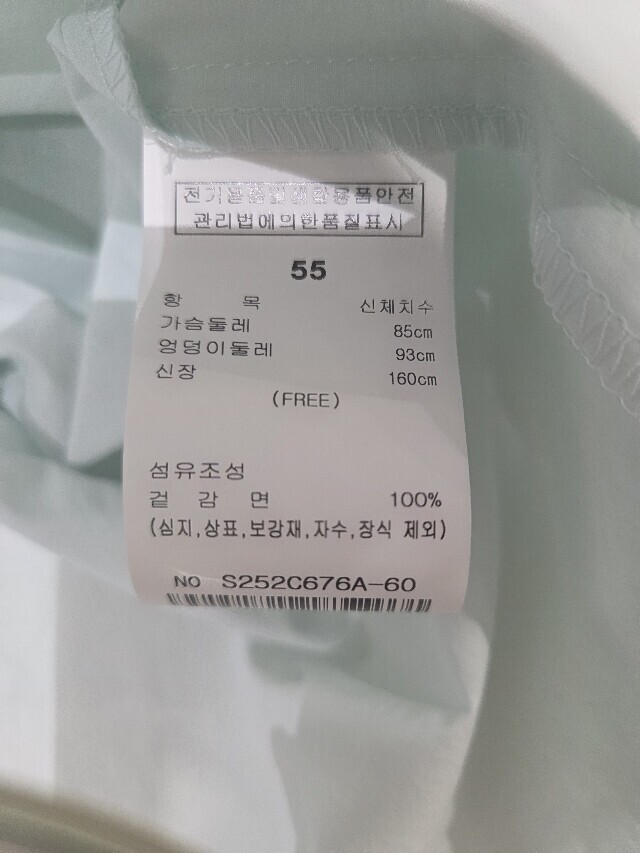 전기용품및생활용품안전
관리법에의한품질표시
55
항 목 신체치수
가슴둘레 85cm
엉덩이둘레 93cm
신장 160cm
(FREE)
섬유조성
겉 감 면 100%
(심지,상표,보강재,자수,장식 제외)
NO S252C676A-60